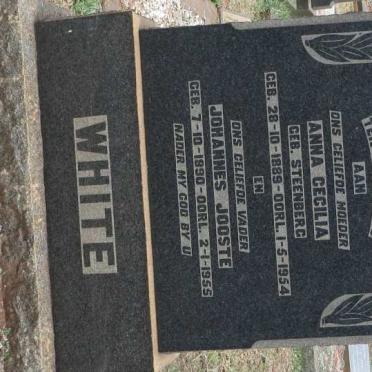 AAN
ONS GELIEFDE MOEDER
ANNA CECILIA
GEB. STEENBERG
GEB. 28-10-1889-OORL. 1-5-1954
EN
ONS GELIEFDE VADER
JOHANNES JOOSTE
GEB. 7-10-1890-OORL. 2-1-1955
NADER MY GOD BY U
WHITE